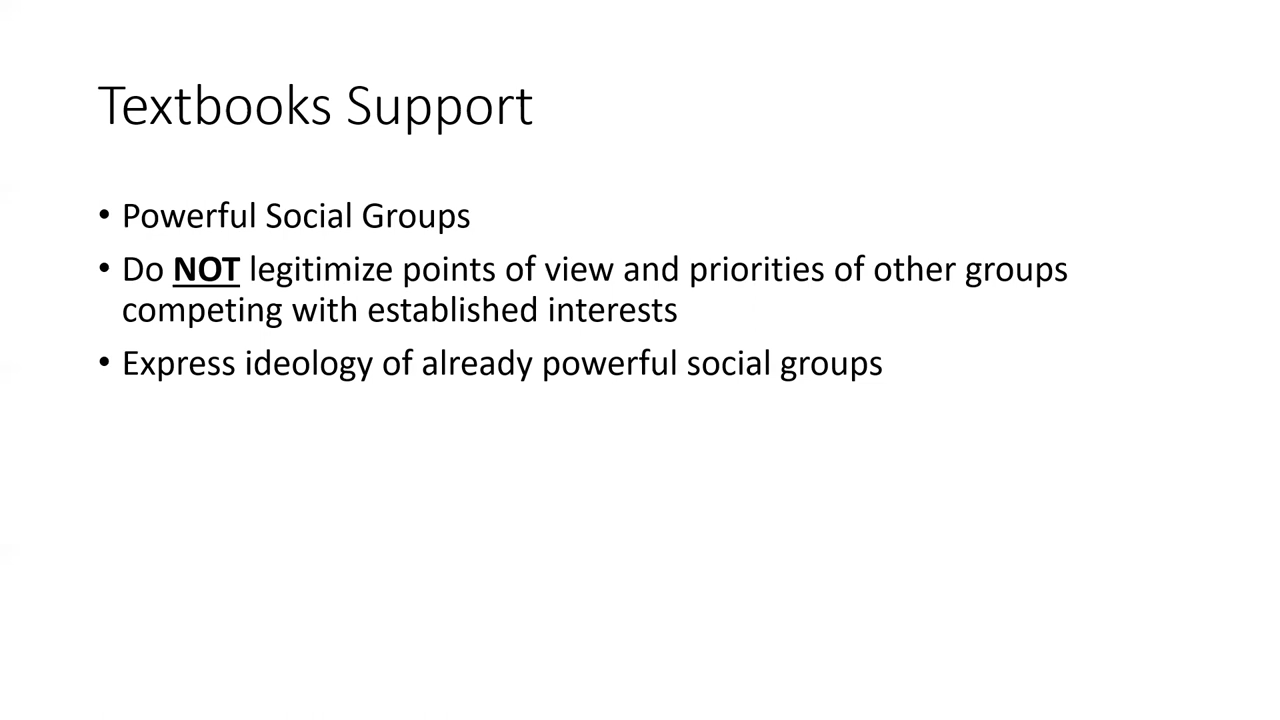 Textbooks Support
• Powerful Social Groups
• Do NOT legitimize points of view and priorities of other groups
competing with established interests
• Express ideology of already powerful social groups